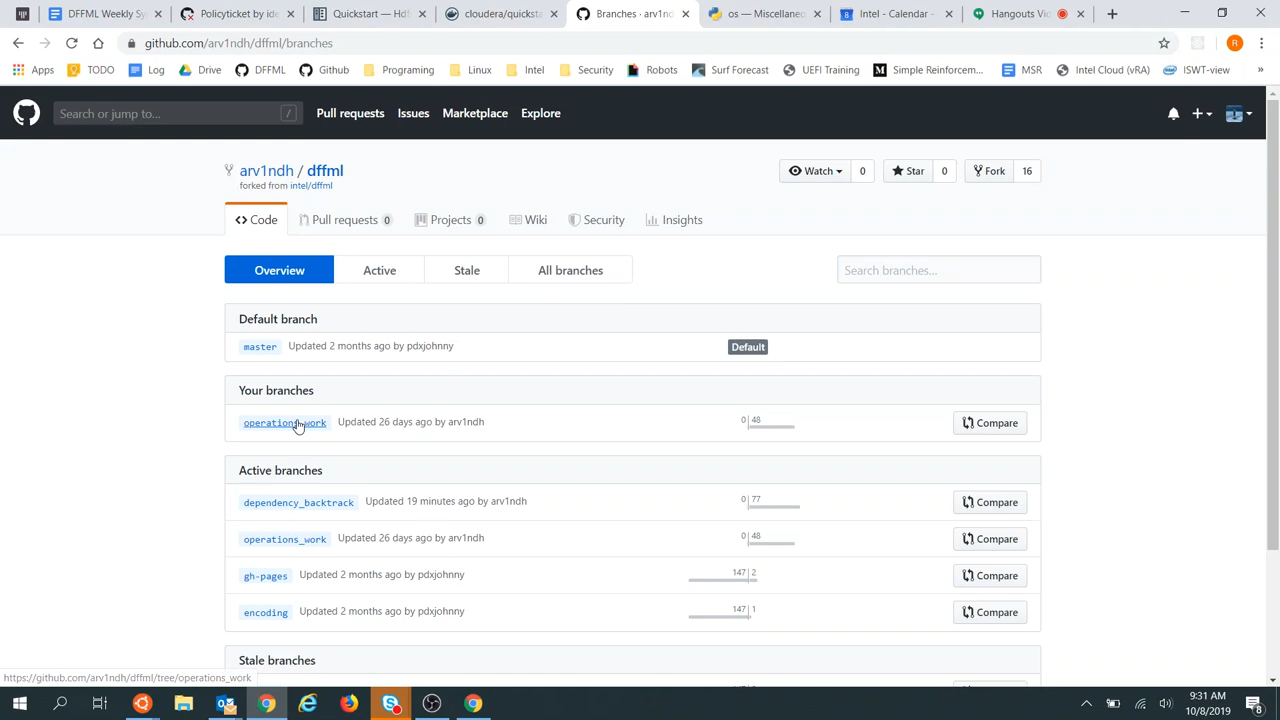 DFFML Weekly Sy
Policyticket by ide
Quickstart — Hdf
cloudera/quicksta
Branches · arv1nd
os — Miscellaneo
Intel - Calendar -
Hangouts Vid
github.com/arv1ndh/dffml/branches
R
Apps
TODO
Log
Drive
DFFML
Github
Programing
Linux
Intel
Security
Robots
Surf Forecast
UEFI Training
Simple Reinforcem...
MSR
Intel Cloud (vRA)
ISWT-view
»
Search or jump to...
/
Pull requests
Issues
Marketplace
Explore
arv1ndh / dffml
forked from intel/dffml
Watch 0
Star 0
Fork 16
Code
Pull requests 0
Projects 0
Wiki
Security
Insights
Overview
Active
Stale
All branches
Search branches...
Default branch
master Updated 2 months ago by pdxjohnny Default
Your branches
operations_work Updated 26 days ago by arv1ndh 0 48 Compare
Active branches
dependency_backtrack Updated 19 minutes ago by arv1ndh 0 77 Compare
operations_work Updated 26 days ago by arv1ndh 0 48 Compare
gh-pages Updated 2 months ago by pdxjohnny 147 2 Compare
encoding Updated 2 months ago by pdxjohnny 147 1 Compare
Stale branches
https://github.com/arv1ndh/dffml/tree/operations_work
9:31 AM
10/8/2019
8